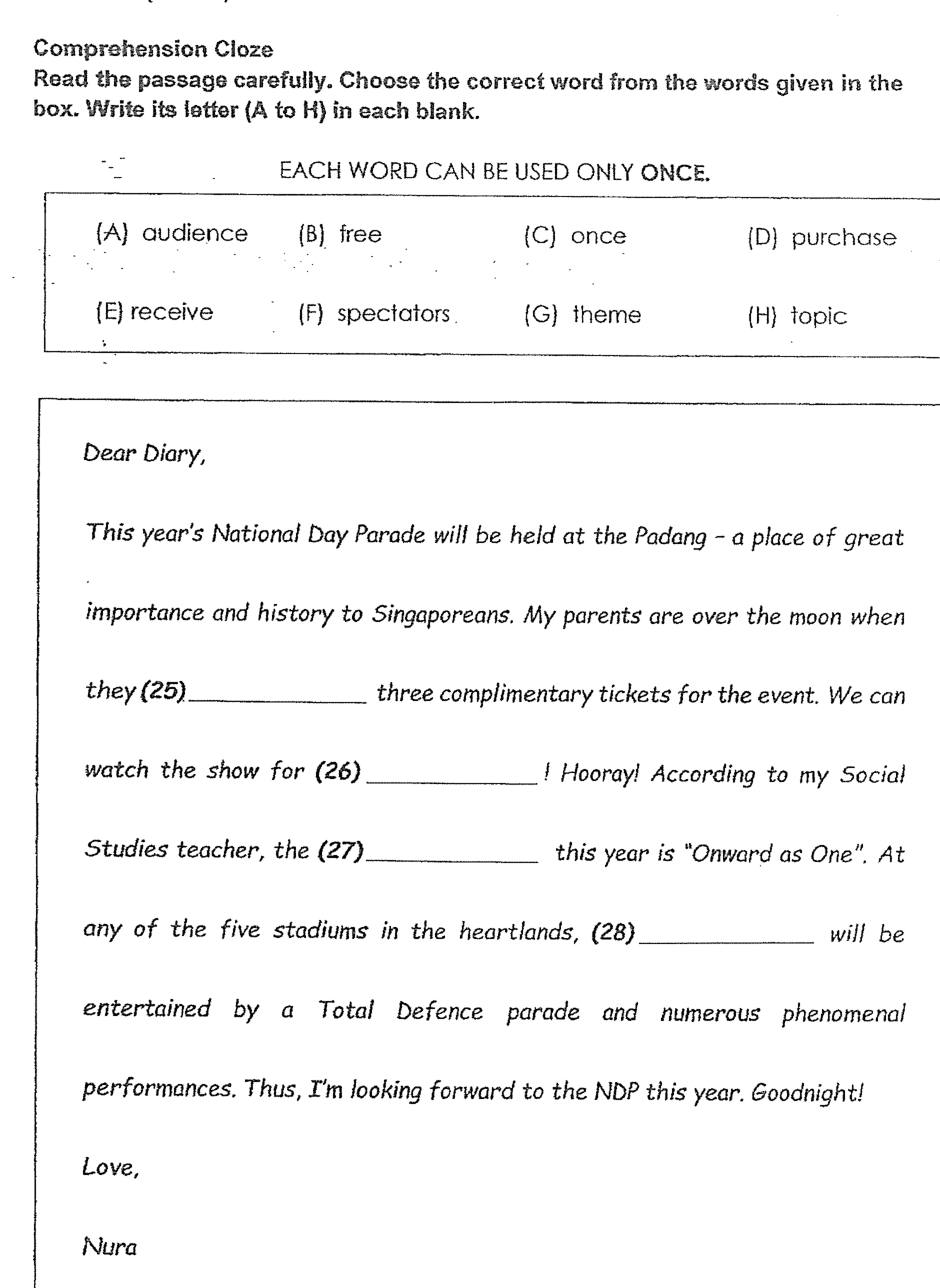 Comprehension Cloze
Read the passage carefully. Choose the correct word from the words given in the
box. Write its letter (A to H) in each blank.
EACH WORD CAN BE USED ONLY ONCE.
(A) audience (B) free (C) once (D) purchase
(E) receive (F) spectators (G) theme (H) topic
Dear Diary,
This year's National Day Parade will be held at the Padang - a place of great
importance and history to Singaporeans. My parents are over the moon when
they (25)______________ three complimentary tickets for the event. We can
watch the show for (26)______________! Hooray! According to my Social
Studies teacher, the (27)______________ this year is "Onward as One". At
any of the five stadiums in the heartlands, (28)______________ will be
entertained by a Total Defence parade and numerous phenomenal
performances. Thus, I'm looking forward to the NDP this year. Goodnight!
Love,
Nura